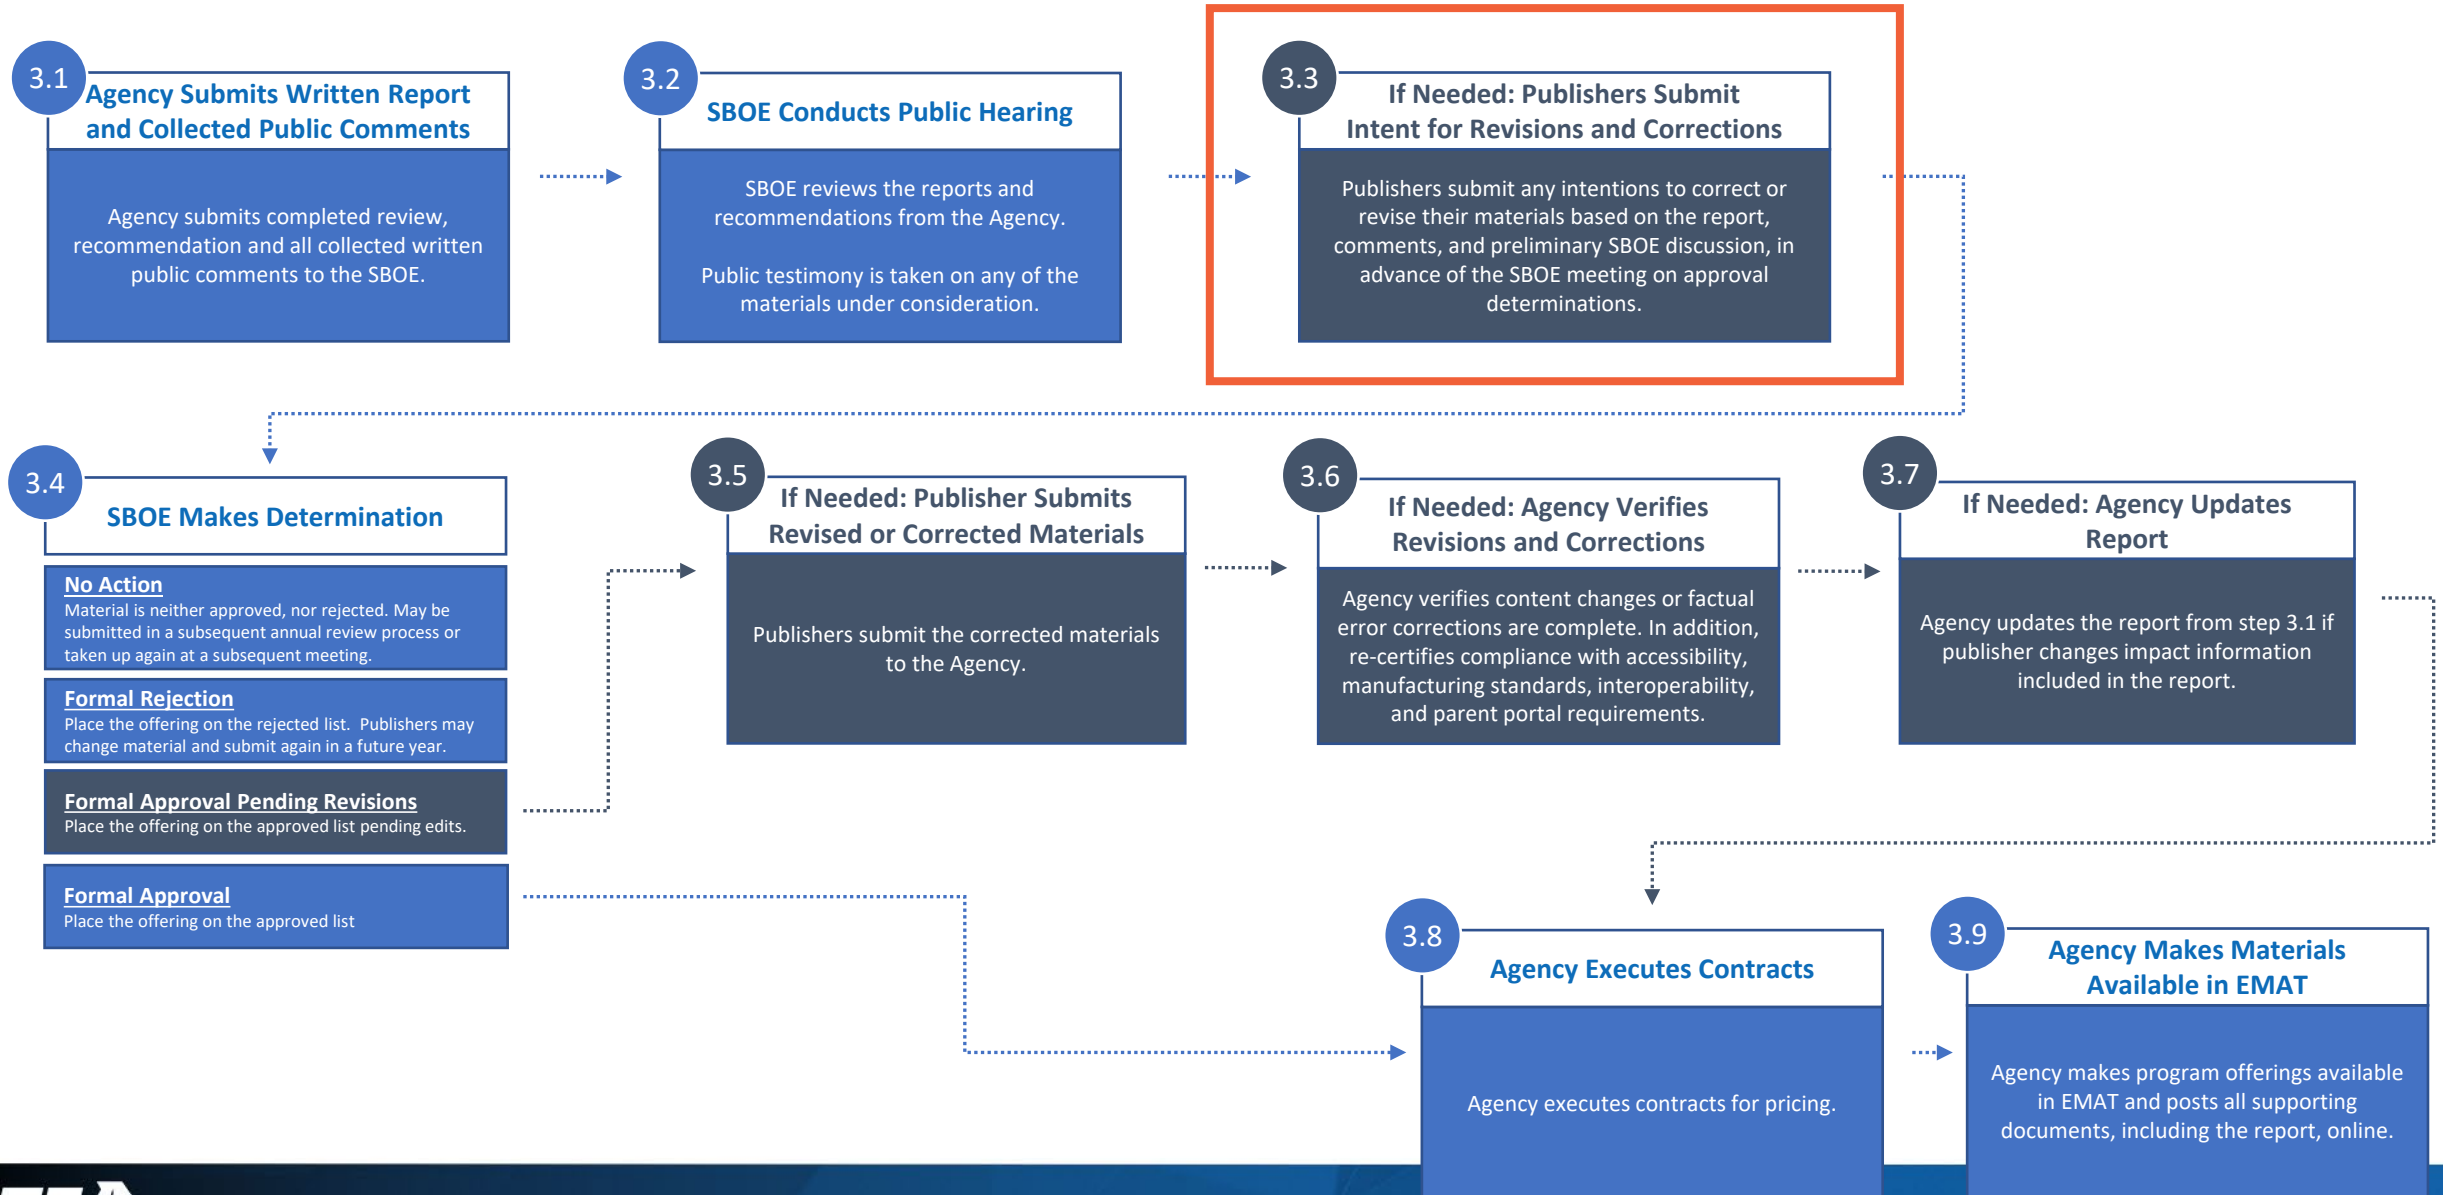 3.1
Agency Submits Written Report
and Collected Public Comments
Agency submits completed review,
recommendation and all collected written
public comments to the SBOE.
3.2
SBOE Conducts Public Hearing
SBOE reviews the reports and
recommendations from the Agency.
Public testimony is taken on any of the
materials under consideration.
3.3
If Needed: Publishers Submit
Intent for Revisions and Corrections
Publishers submit any intentions to correct or
revise their materials based on the report,
comments, and preliminary SBOE discussion, in
advance of the SBOE meeting on approval
determinations.
3.4
SBOE Makes Determination
No Action
Material is neither approved, nor rejected. May be
submitted in a subsequent annual review process or
taken up again at a subsequent meeting.
Formal Rejection
Place the offering on the rejected list.  Publishers may
change material and submit again in a future year.
Formal Approval Pending Revisions
Place the offering on the approved list pending edits.
Formal Approval
Place the offering on the approved list
3.5
If Needed: Publisher Submits
Revised or Corrected Materials
Publishers submit the corrected materials
to the Agency.
3.6
If Needed: Agency Verifies
Revisions and Corrections
Agency verifies content changes or factual
error corrections are complete. In addition,
re-certifies compliance with accessibility,
manufacturing standards, interoperability,
and parent portal requirements.
3.7
If Needed: Agency Updates
Report
Agency updates the report from step 3.1 if
publisher changes impact information
included in the report.
3.8
Agency Executes Contracts
Agency executes contracts for pricing.
3.9
Agency Makes Materials
Available in EMAT
Agency makes program offerings available
in EMAT and posts all supporting
documents, including the report, online.